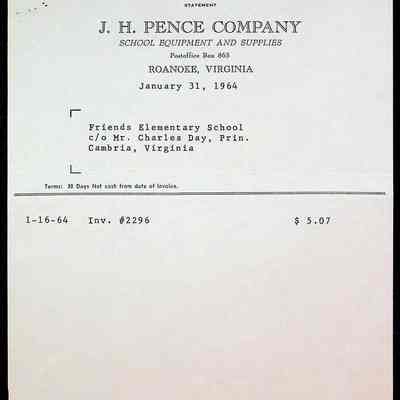 STATEMENT
J. H. PENCE COMPANY
SCHOOL EQUIPMENT AND SUPPLIES
Postoffice Box 863
ROANOKE, VIRGINIA
January 31, 1964
Friends Elementary School
c/o Mr. Charles Day, Prin.
Cambria, Virginia
Terms: 30 Days Net cash from date of invoice.
1-16-64 Inv. #2296 $ 5.07